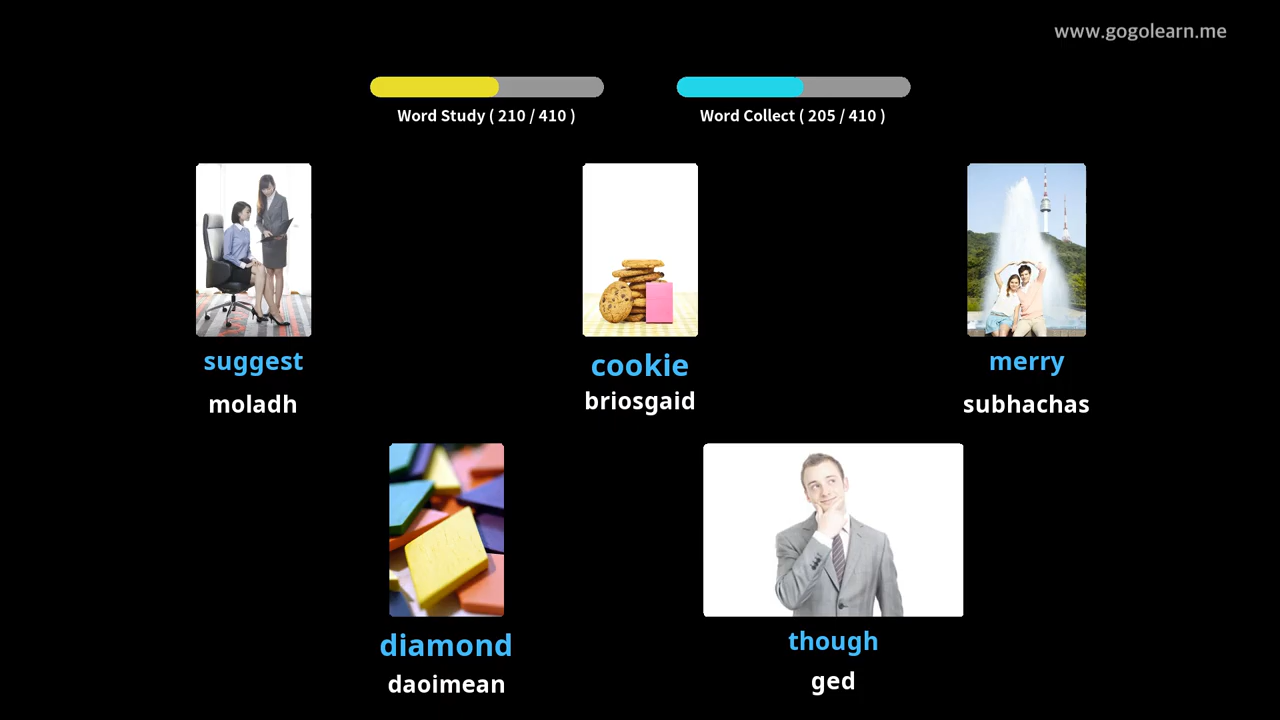 www.gogolearn.me
Word Study ( 210 / 410 )
Word Collect ( 205 / 410 )
suggest
moladh
cookie
briosgaid
merry
subhachas
diamond
daoimean
though
ged